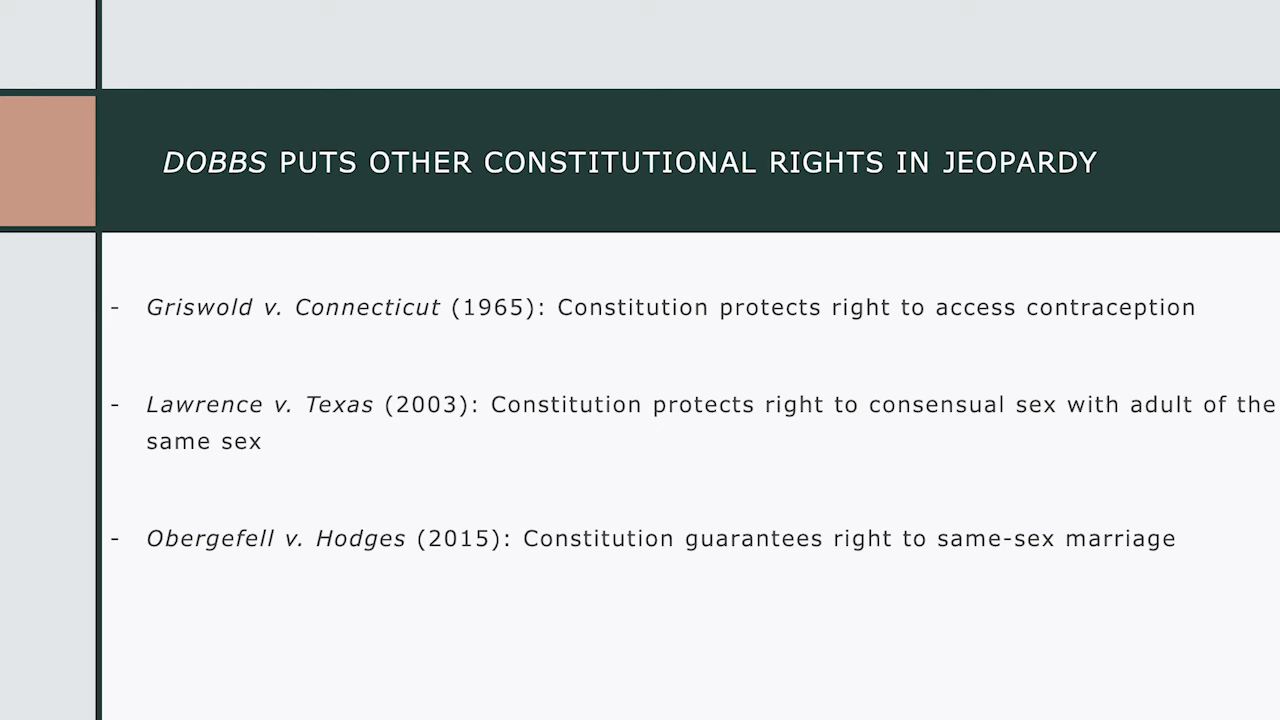 DOBBS PUTS OTHER CONSTITUTIONAL RIGHTS IN JEOPARDY
- Griswold v. Connecticut (1965): Constitution protects right to access contraception
- Lawrence v. Texas (2003): Constitution protects right to consensual sex with adult of the
same sex
- Obergefell v. Hodges (2015): Constitution guarantees right to same-sex marriage